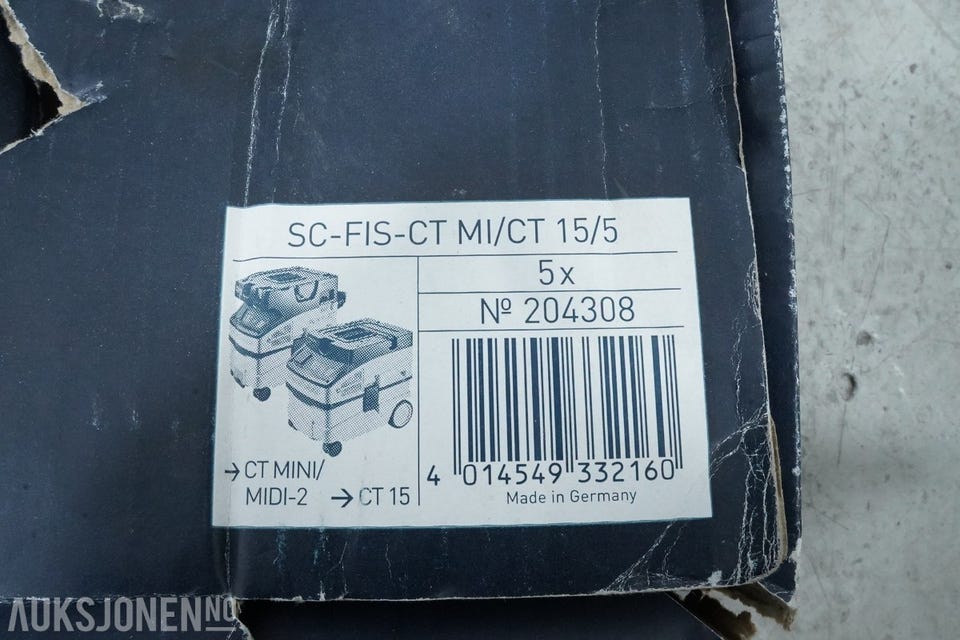 SC-FIS-CT MI/CT 15/5
5x
Nº 204308
→ CT MINI/
MIDI-2 → CT 15
4 014549 332160
Made in Germany
AUKSJONEN.NO